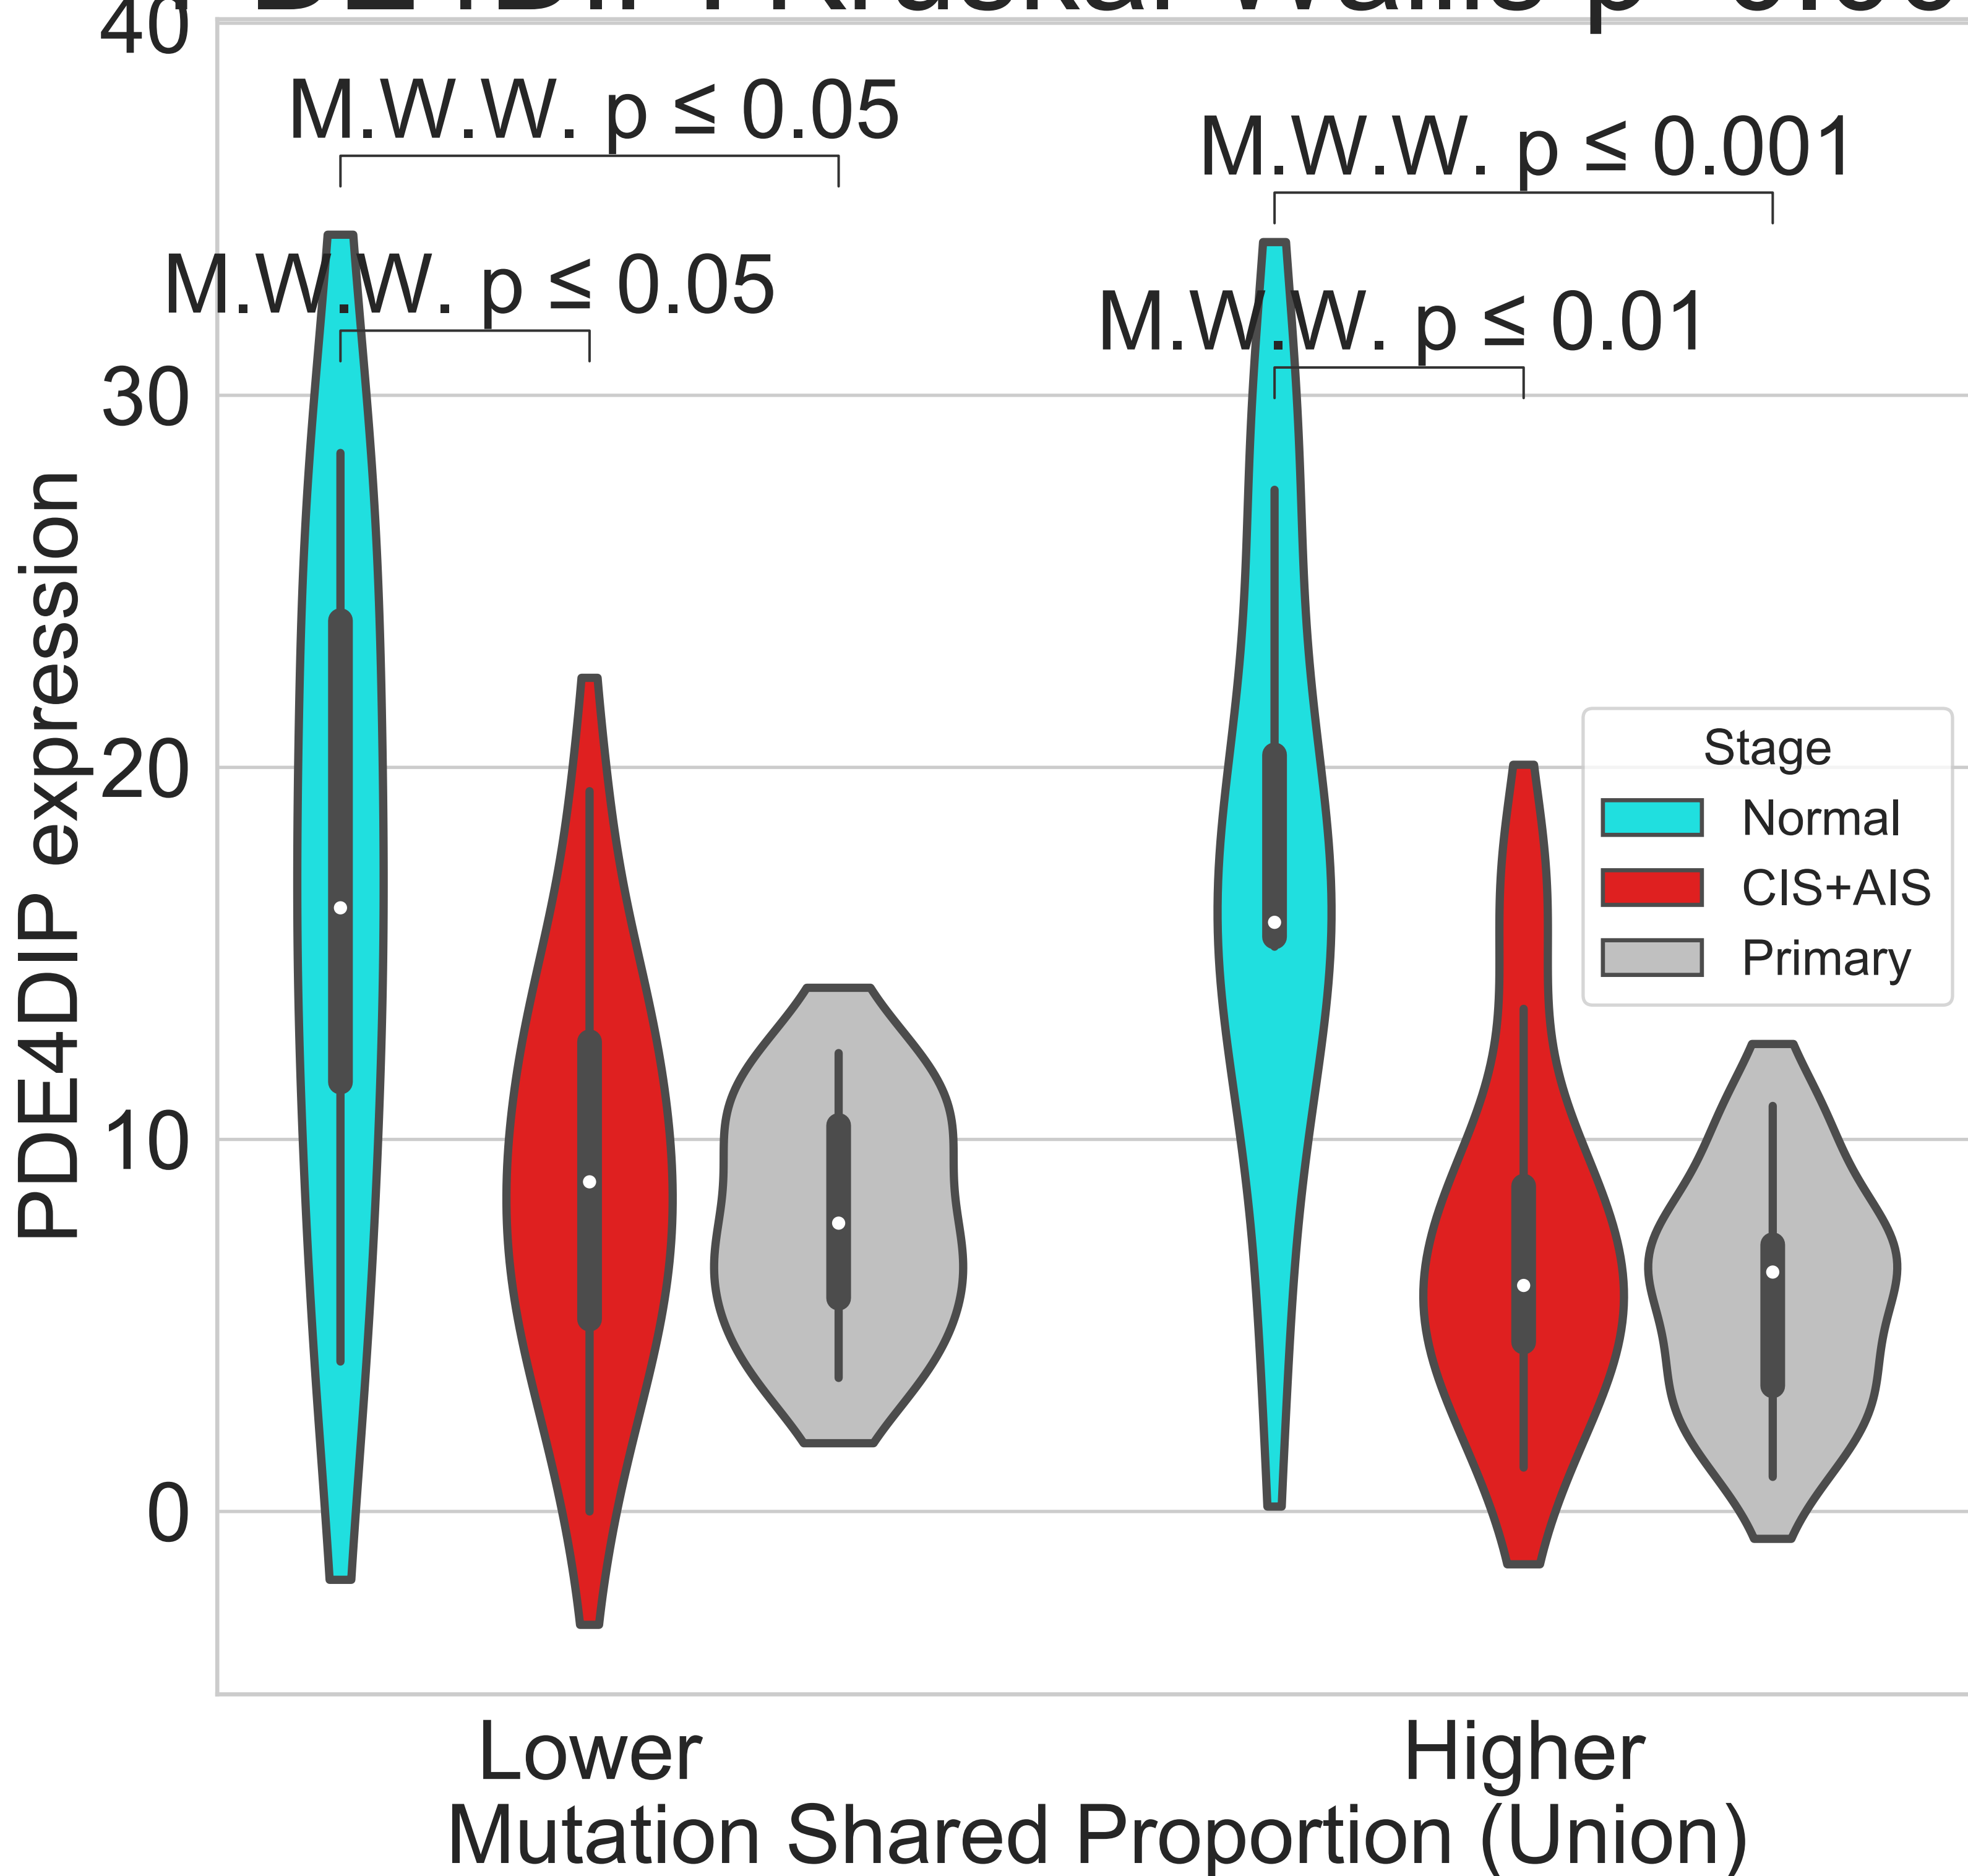 40
M.W.W. p ≤ 0.05
M.W.W. p ≤ 0.001
M.W.W. p ≤ 0.05
M.W.W. p ≤ 0.01
30
20
10
0
PDE4DIP expression
Stage
Normal
CIS+AIS
Primary
Lower
Higher
Mutation Shared Proportion (Union)